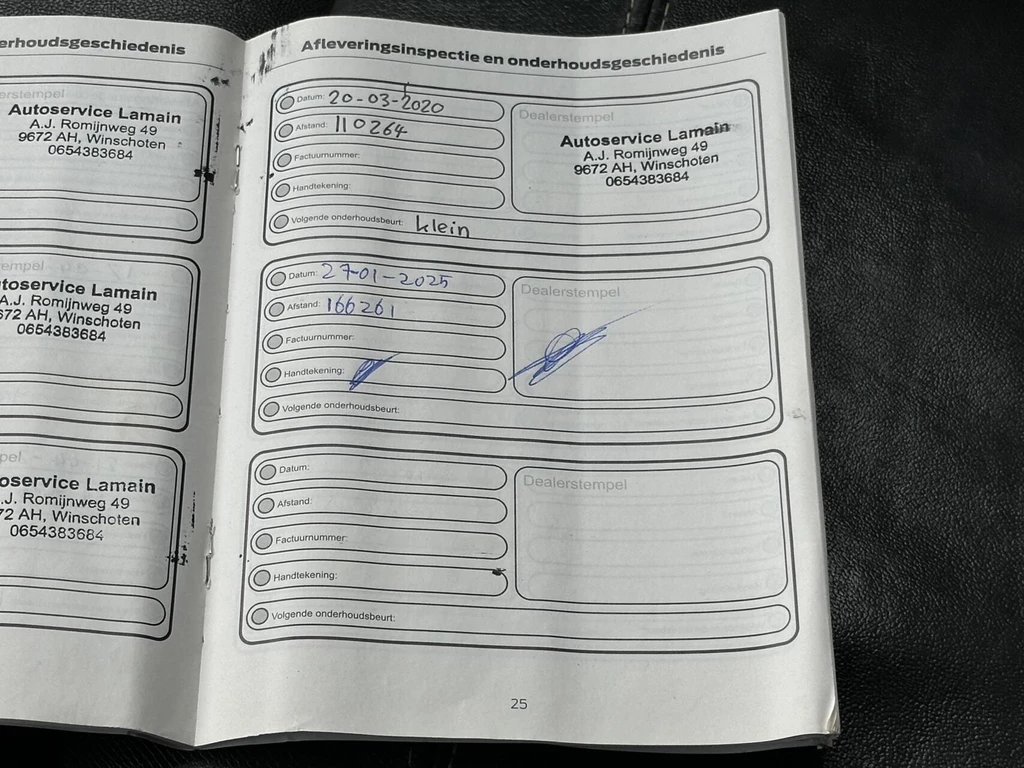 erhoudsgeschiedenis
erstempel
Autoservice Lamain
A.J. Romijnweg 49
9672 AH, Winschoten
0654383684
tempel
utoservice Lamain
A.J. Romijnweg 49
672 AH, Winschoten
0654383684
pel
oservice Lamain
.J. Romijnweg 49
72 AH, Winschoten
0654383684
Afleveringsinspectie en onderhoudsgeschiedenis
Datum: 20-03-2020
Afstand: 110264
Factuurnummer:
Handtekening:
Volgende onderhoudsbeurt: klein
Dealerstempel
Autoservice Lamain
A.J. Romijnweg 49
9672 AH, Winschoten
0654383684
Datum: 27-01-2025
Afstand: 166261
Factuurnummer:
Handtekening:
Volgende onderhoudsbeurt:
Dealerstempel
Datum:
Afstand:
Factuurnummer:
Handtekening:
Volgende onderhoudsbeurt:
Dealerstempel
25